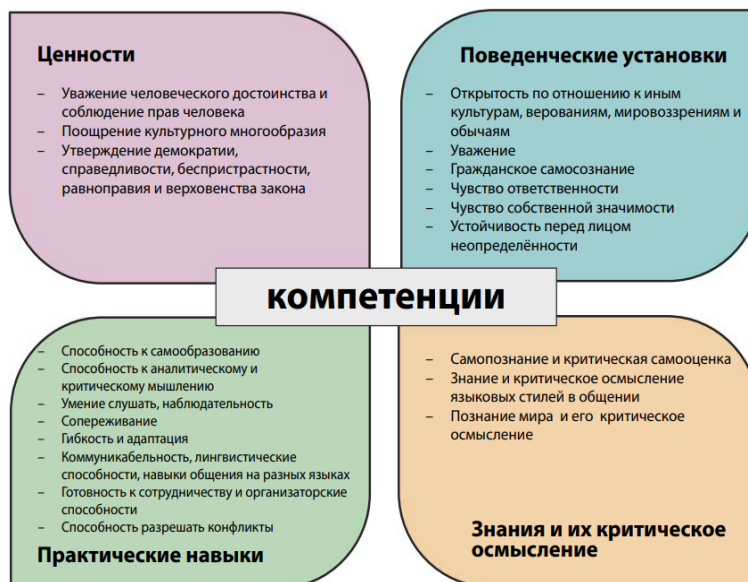 Ценности
– Уважение человеческого достоинства и
соблюдение прав человека
– Поощрение культурного многообразия
– Утверждение демократии,
справедливости, беспристрастности,
равноправия и верховенства закона
Поведенческие установки
– Открытость по отношению к иным
культурам, верованиям, мировоззрениям и
обычаям
– Уважение
– Гражданское самосознание
– Чувство ответственности
– Чувство собственной значимости
– Устойчивость перед лицом
неопределённости
компетенции
– Способность к самообразованию
– Способность к аналитическому и
критическому мышлению
– Умение слушать, наблюдательность
– Сопереживание
– Гибкость и адаптация
– Коммуникабельность, лингвистические
способности, навыки общения на разных языках
– Готовность к сотрудничеству и организаторские
способности
– Способность разрешать конфликты
Практические навыки
– Самопознание и критическая самооценка
– Знание и критическое осмысление
языковых стилей в общении
– Познание мира и его критическое
осмысление
Знания и их критическое
осмысление